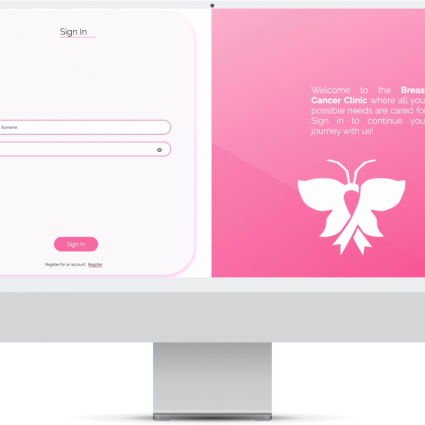 Sign In
Surname
Sign In
Register for an account Register
Welcome to the Breas
Cancer Clinic where all you
possible needs are cared for
Sign in to continue you
journey with us!